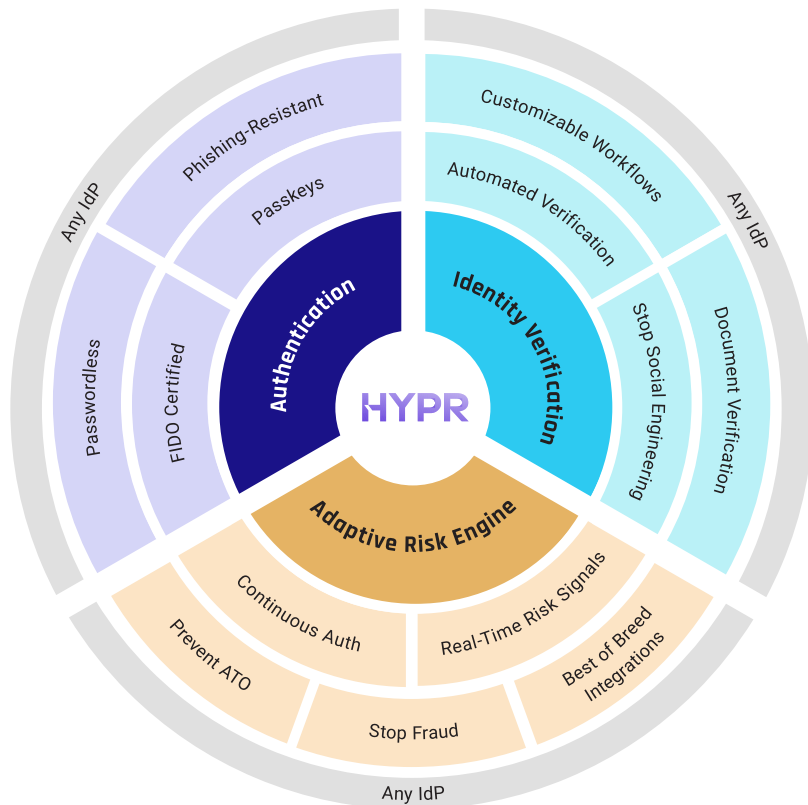 Any IdP
Phishing-Resistant
Passkeys
Passwordless
FIDO Certified
Authentication
Any IdP
Customizable Workflows
Automated Verification
Document Verification
Stop Social Engineering
Identity Verification
HYPR
Adaptive Risk Engine
Continuous Auth
Real-Time Risk Signals
Prevent ATO
Stop Fraud
Best of Breed
Integrations
Any IdP